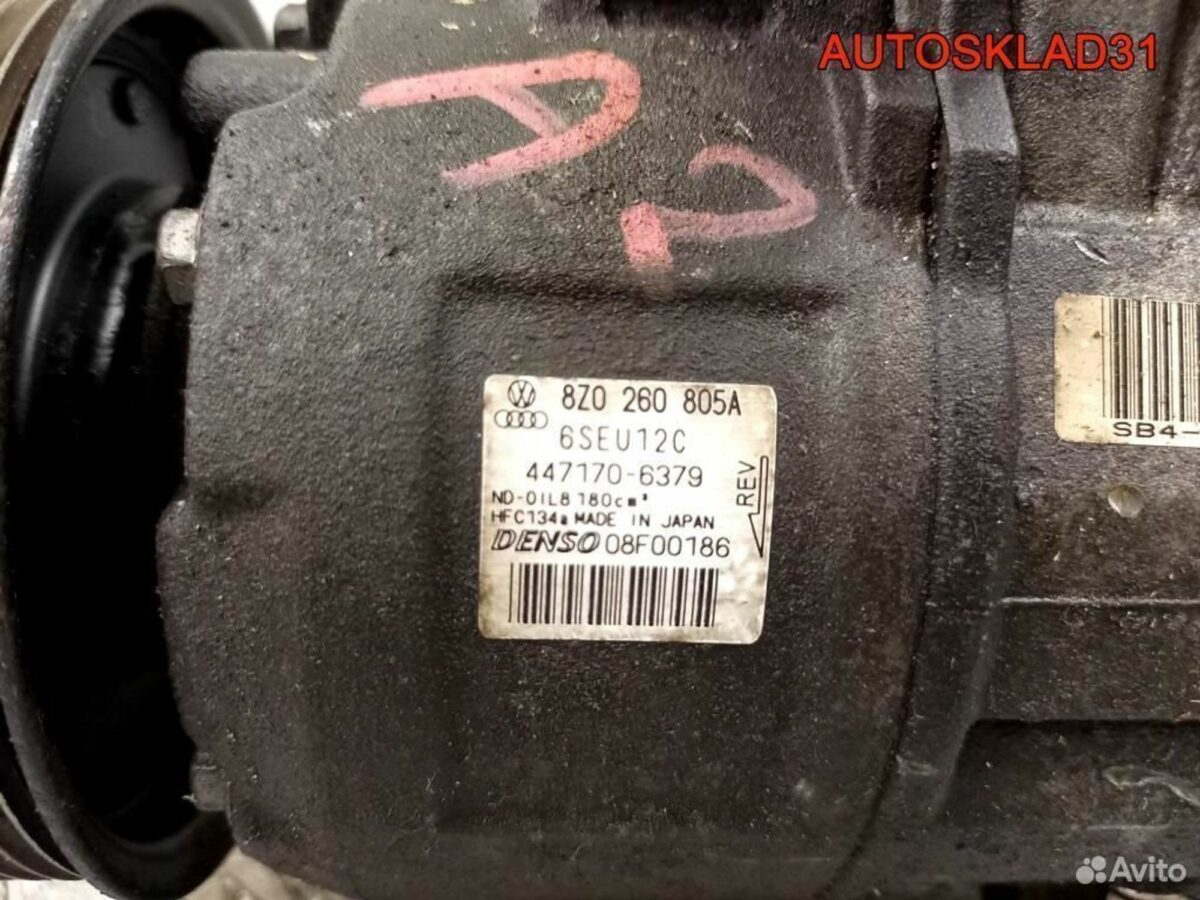 AUTOSKLAD31
A2
8Z0 260 805A
6SEU12C
447170-6379
ND-OIL8 180cm³
HFC134a MADE IN JAPAN
DENSO 08F00186
REV
SB4-
Avito